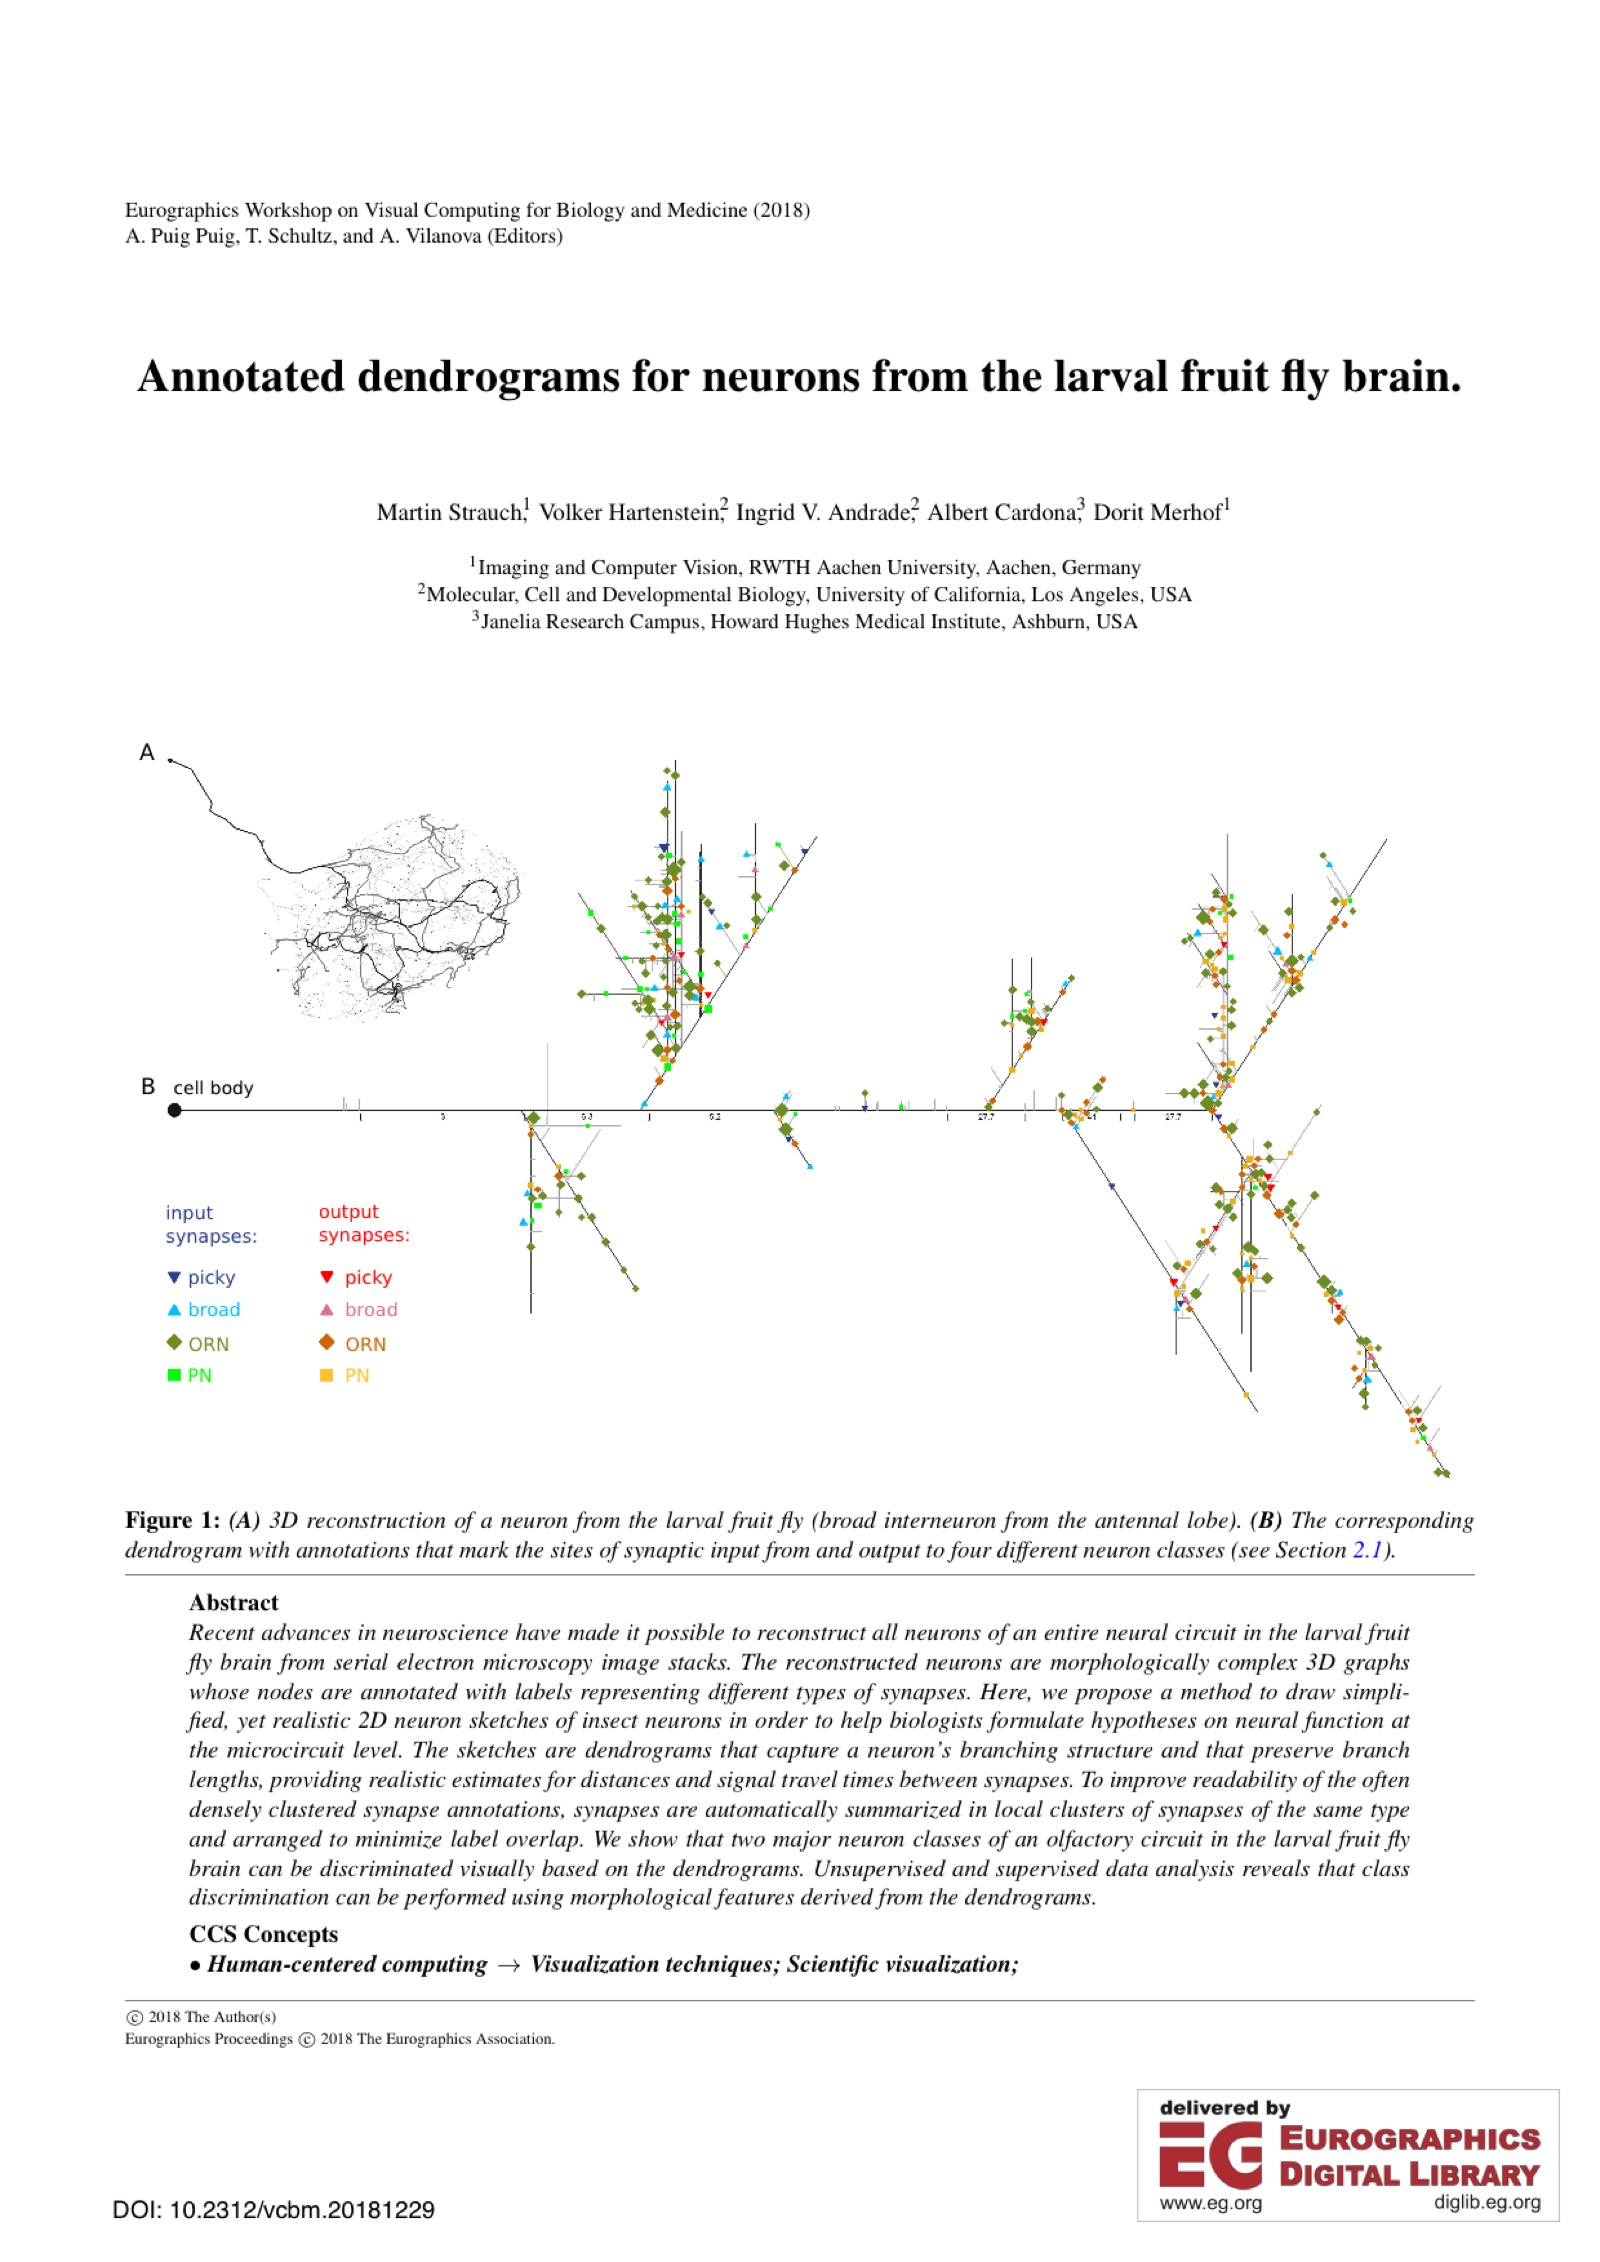 Eurographics Workshop on Visual Computing for Biology and Medicine (2018)
A. Puig Puig, T. Schultz, and A. Vilanova (Editors)
Annotated dendrograms for neurons from the larval fruit fly brain.
Martin Strauch,1 Volker Hartenstein,2 Ingrid V. Andrade,2 Albert Cardona,3 Dorit Merhof1
1Imaging and Computer Vision, RWTH Aachen University, Aachen, Germany
2Molecular, Cell and Developmental Biology, University of California, Los Angeles, USA
3Janelia Research Campus, Howard Hughes Medical Institute, Ashburn, USA
A
B cell body
27.7
27.7
input output
synapses: synapses:
picky picky
broad broad
ORN ORN
PN PN
Figure 1: (A) 3D reconstruction of a neuron from the larval fruit fly (broad interneuron from the antennal lobe). (B) The corresponding
dendrogram with annotations that mark the sites of synaptic input from and output to four different neuron classes (see Section 2.1).
Abstract
Recent advances in neuroscience have made it possible to reconstruct all neurons of an entire neural circuit in the larval fruit
fly brain from serial electron microscopy image stacks. The reconstructed neurons are morphologically complex 3D graphs
whose nodes are annotated with labels representing different types of synapses. Here, we propose a method to draw simpli-
fied, yet realistic 2D neuron sketches of insect neurons in order to help biologists formulate hypotheses on neural function at
the microcircuit level. The sketches are dendrograms that capture a neuron's branching structure and that preserve branch
lengths, providing realistic estimates for distances and signal travel times between synapses. To improve readability of the often
densely clustered synapse annotations, synapses are automatically summarized in local clusters of synapses of the same type
and arranged to minimize label overlap. We show that two major neuron classes of an olfactory circuit in the larval fruit fly
brain can be discriminated visually based on the dendrograms. Unsupervised and supervised data analysis reveals that class
discrimination can be performed using morphological features derived from the dendrograms.
CCS Concepts
• Human-centered computing → Visualization techniques; Scientific visualization;
© 2018 The Author(s)
Eurographics Proceedings © 2018 The Eurographics Association.
delivered by
EG EUROGRAPHICS
DIGITAL LIBRARY
www.eg.org diglib.eg.org
DOI: 10.2312/vcbm.20181229